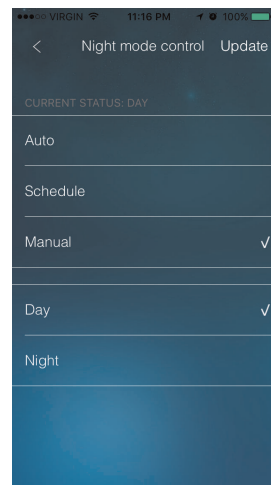 VIRGIN 11:16 PM 100%
< Night mode control Update
CURRENT STATUS: DAY
Auto
Schedule
Manual ✓
Day ✓
Night